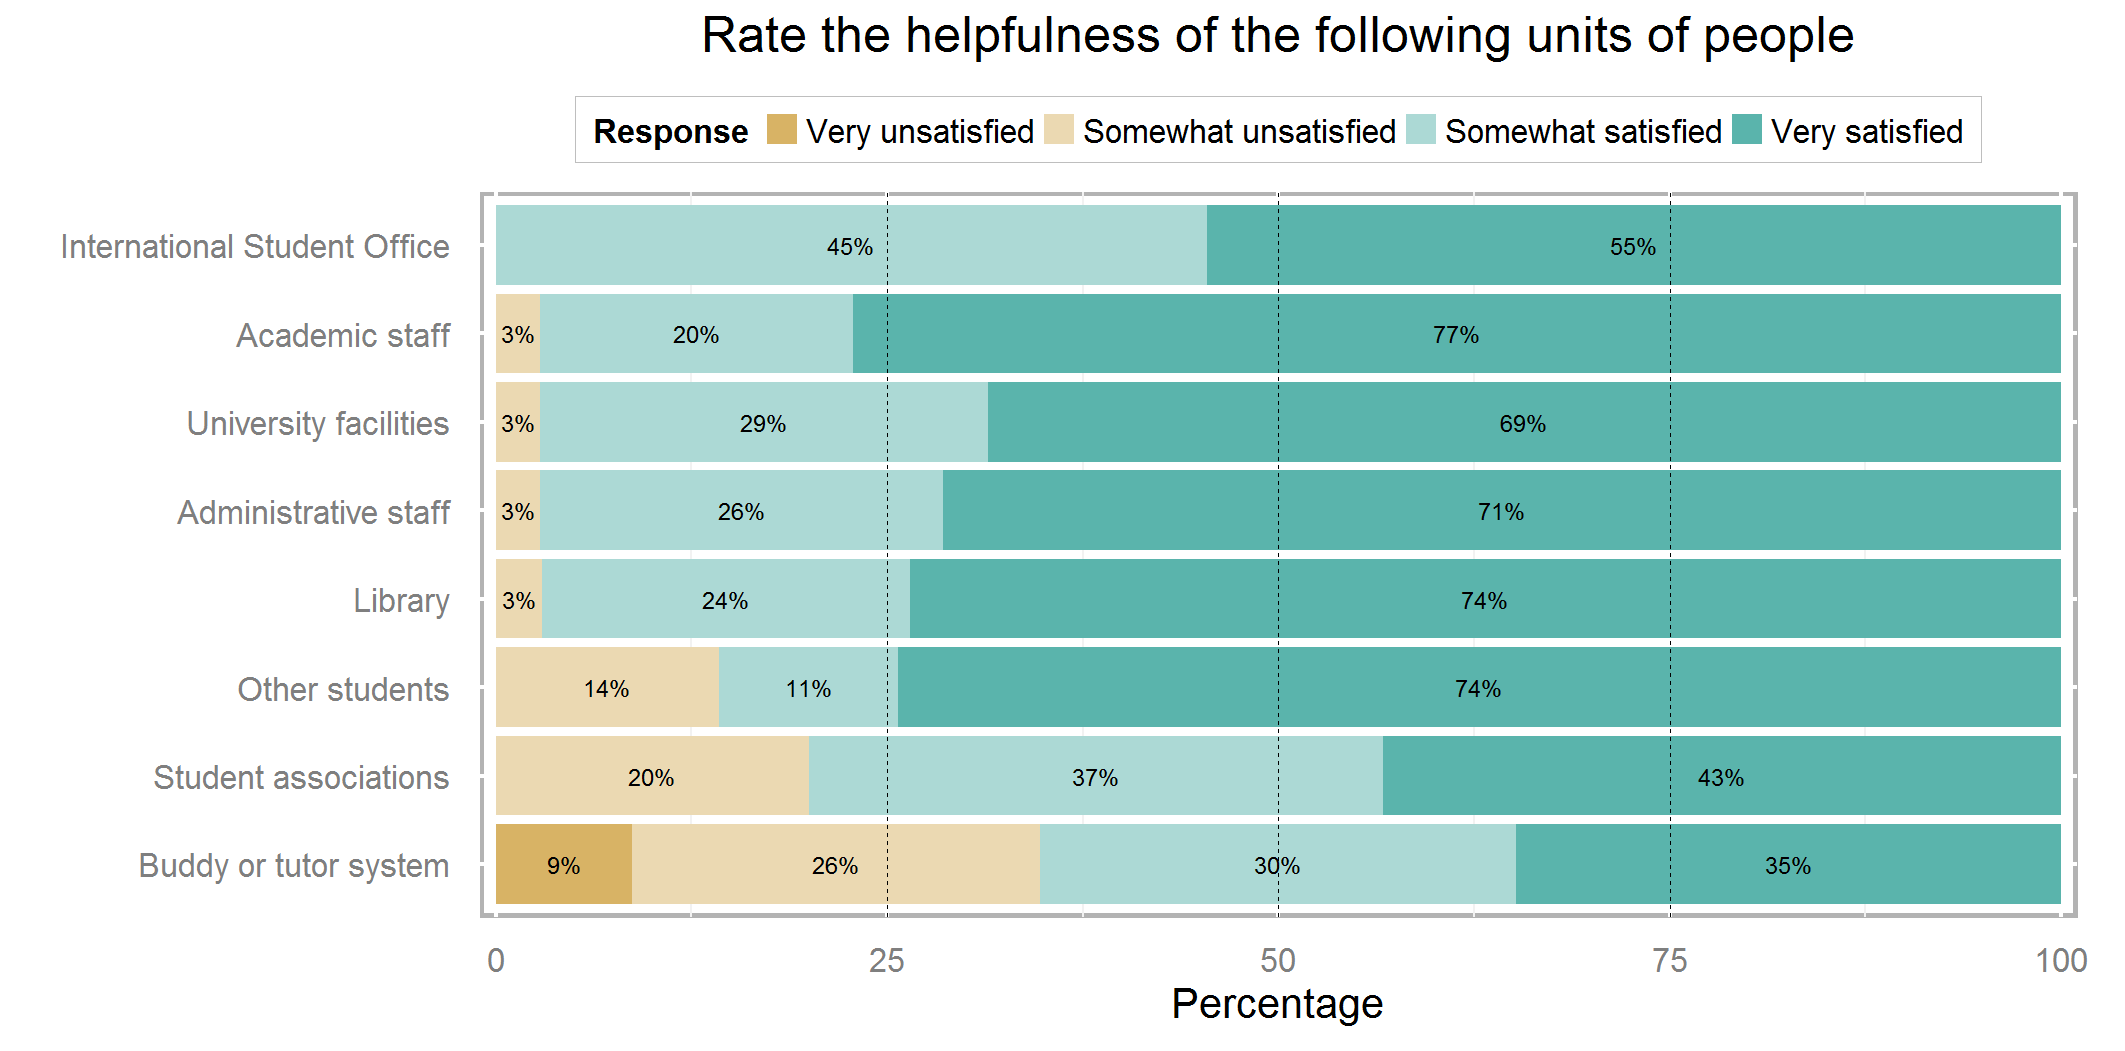 Rate the helpfulness of the following units of people
Response Very unsatisfied Somewhat unsatisfied Somewhat satisfied Very satisfied
International Student Office 45% 55%
Academic staff 3% 20% 77%
University facilities 3% 29% 69%
Administrative staff 3% 26% 71%
Library 3% 24% 74%
Other students 14% 11% 74%
Student associations 20% 37% 43%
Buddy or tutor system 9% 26% 30% 35%
0 25 50 75 100
Percentage